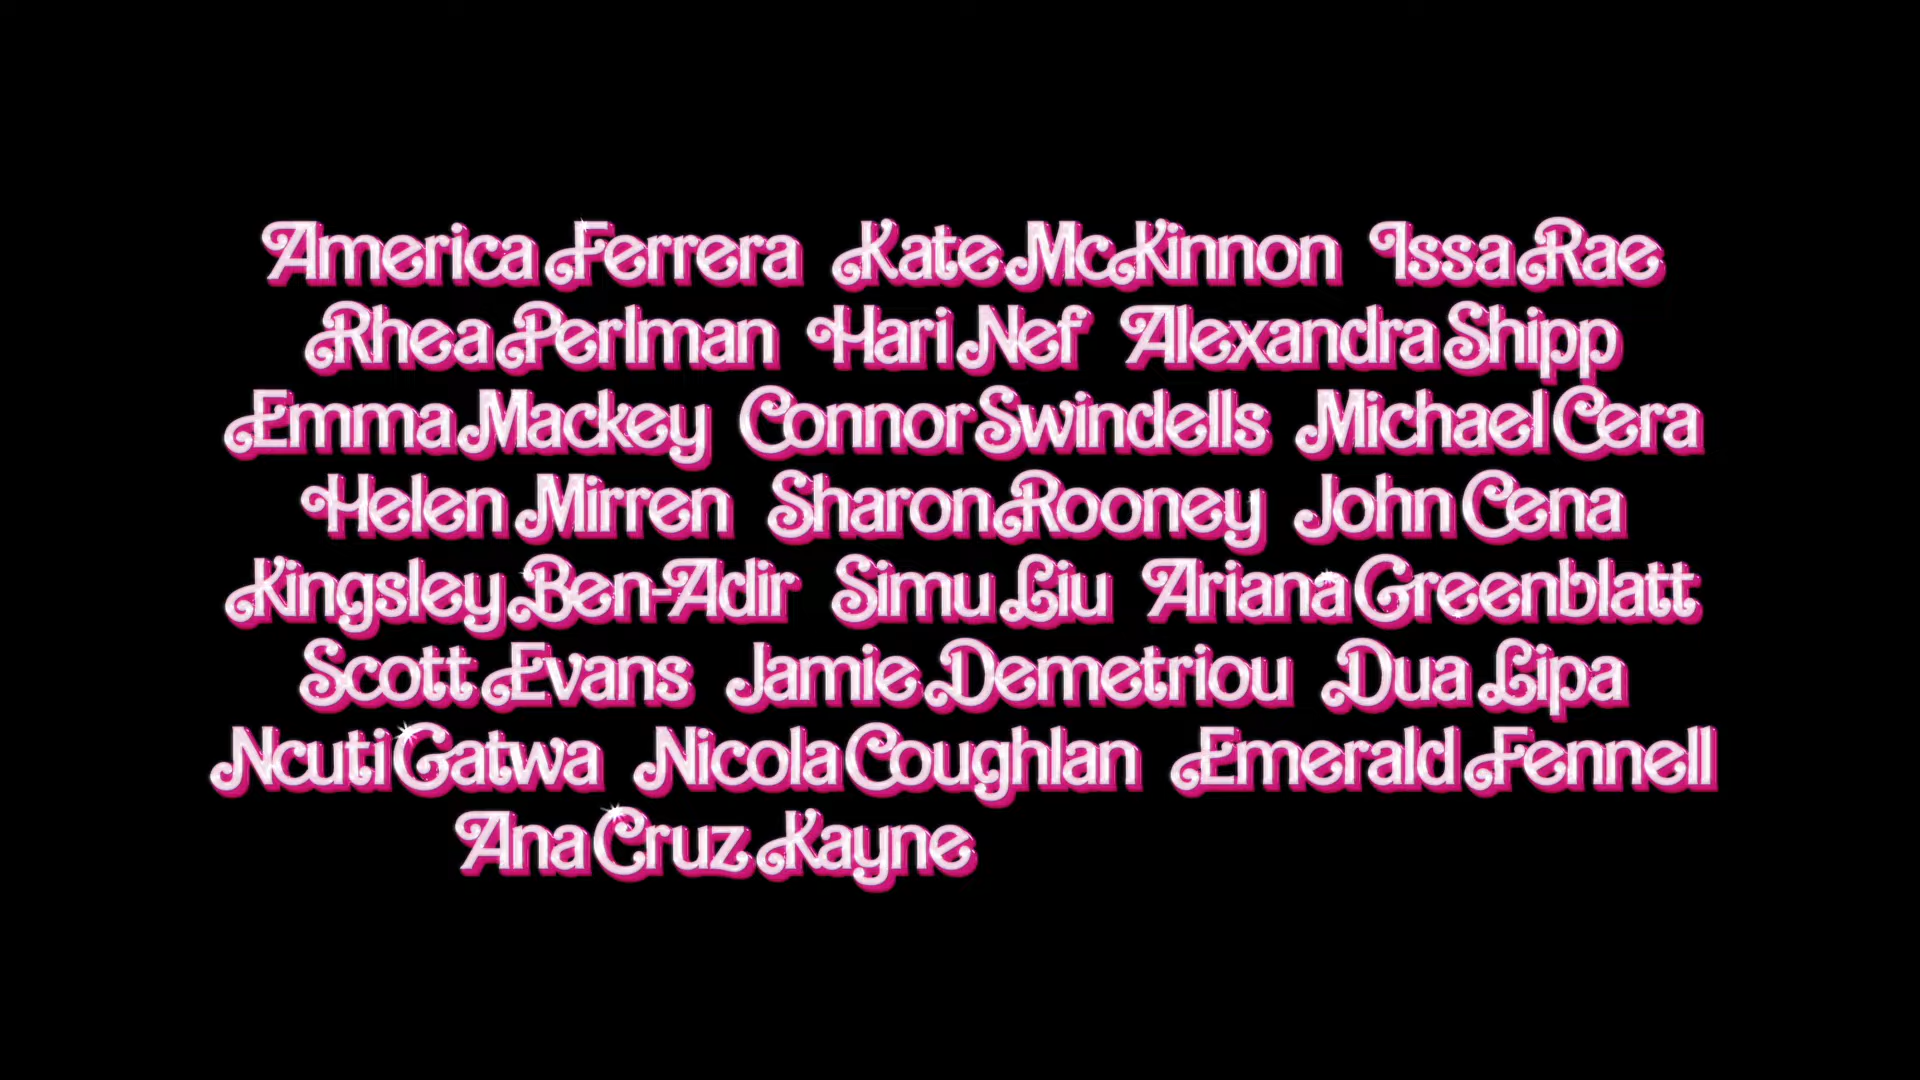 America Ferrera Kate McKinnon Issa Rae
Rhea Perlman Hari Nef Alexandra Shipp
Emma Mackey Connor Swindells Michael Cera
Helen Mirren Sharon Rooney John Cena
Kingsley Ben-Adir Simu Liu Ariana Greenblatt
Scott Evans Jamie Demetriou Dua Lipa
Ncuti Gatwa Nicola Coughlan Emerald Fennell
Ana Cruz Kayne